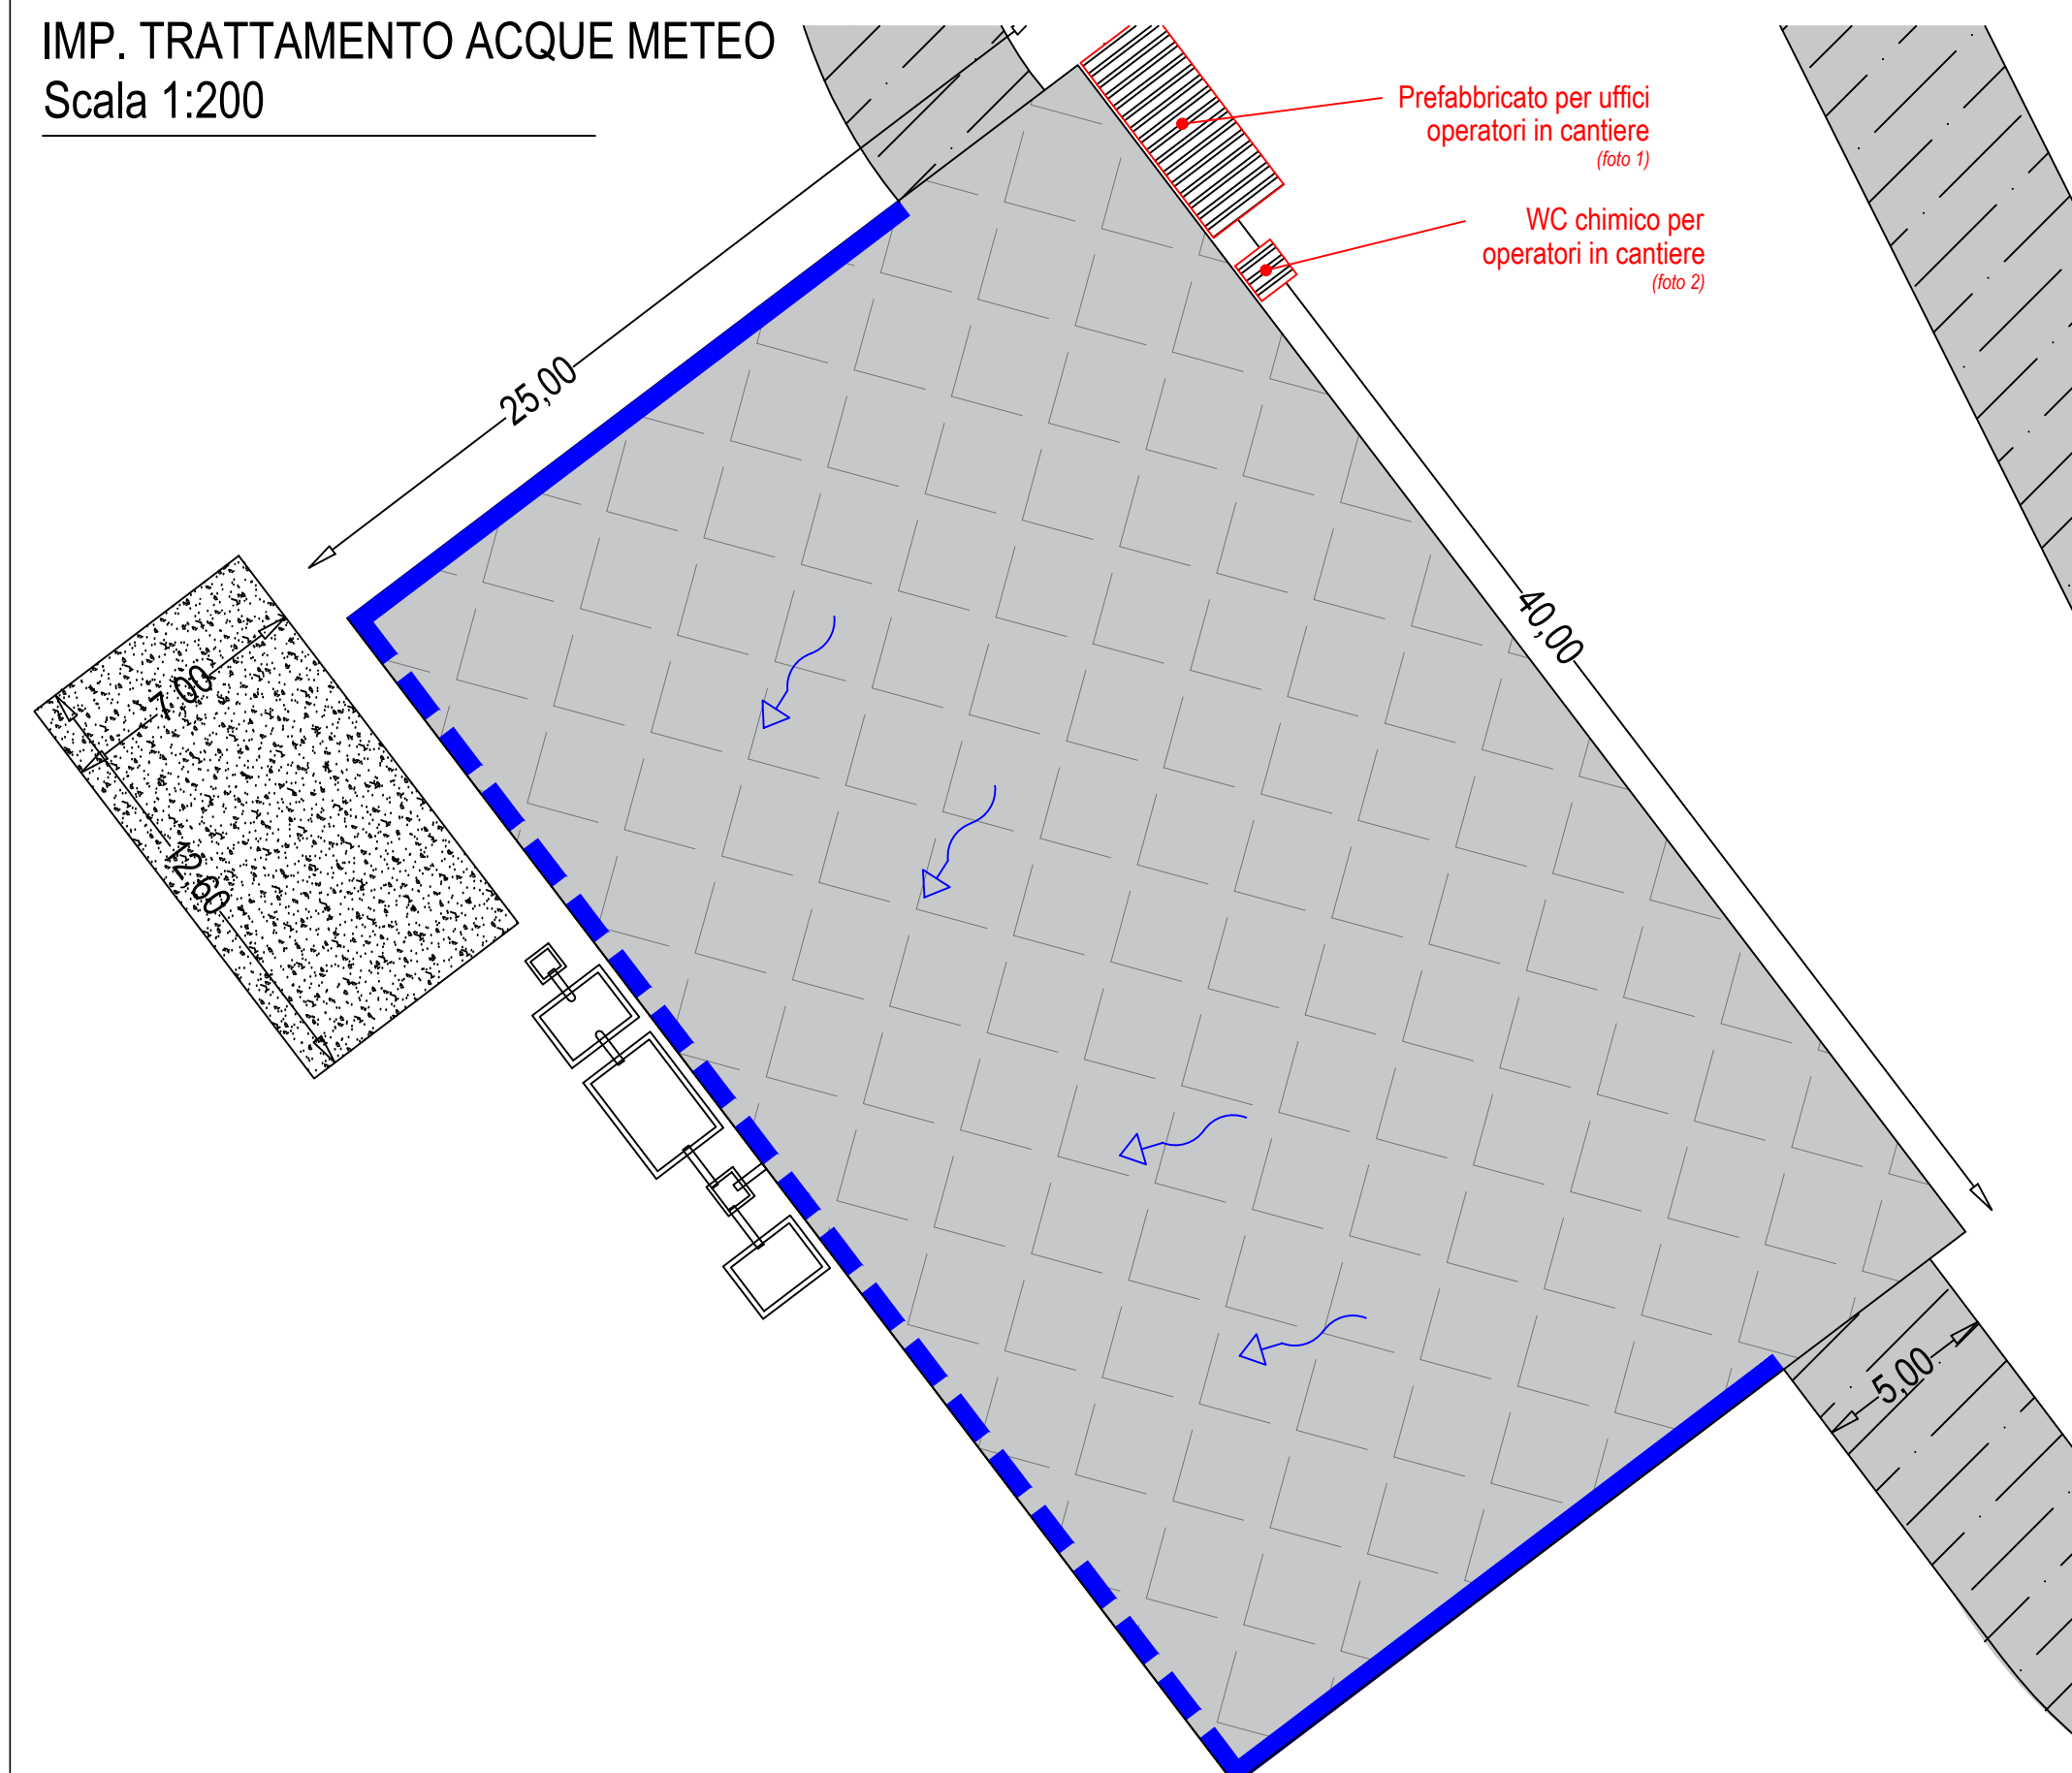 IMP. TRATTAMENTO ACQUE METEO
Scala 1:200
Prefabbricato per uffici
operatori in cantiere
(foto 1)
WC chimico per
operatori in cantiere
(foto 2)
25,00
40,00
7,00
12,60
5,00